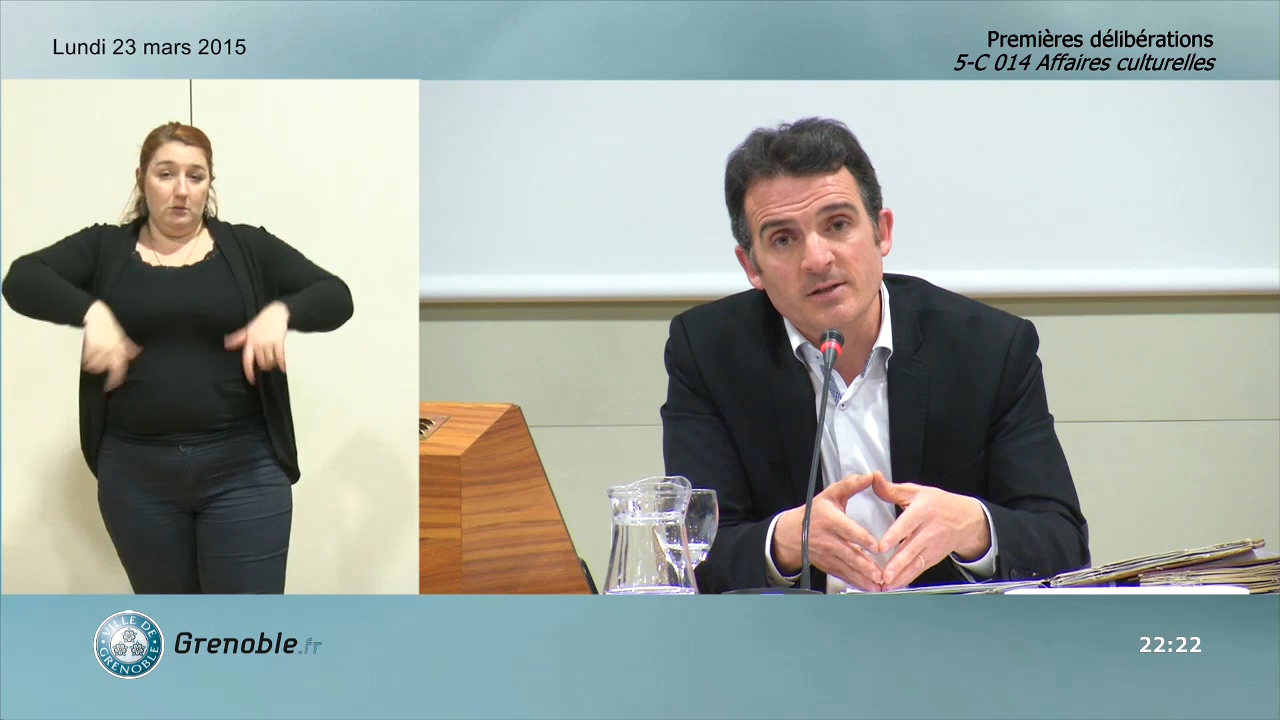 Lundi 23 mars 2015
Premières délibérations
5-C 014 Affaires culturelles
VILLE DE GRENOBLE
Grenoble.fr
22:22